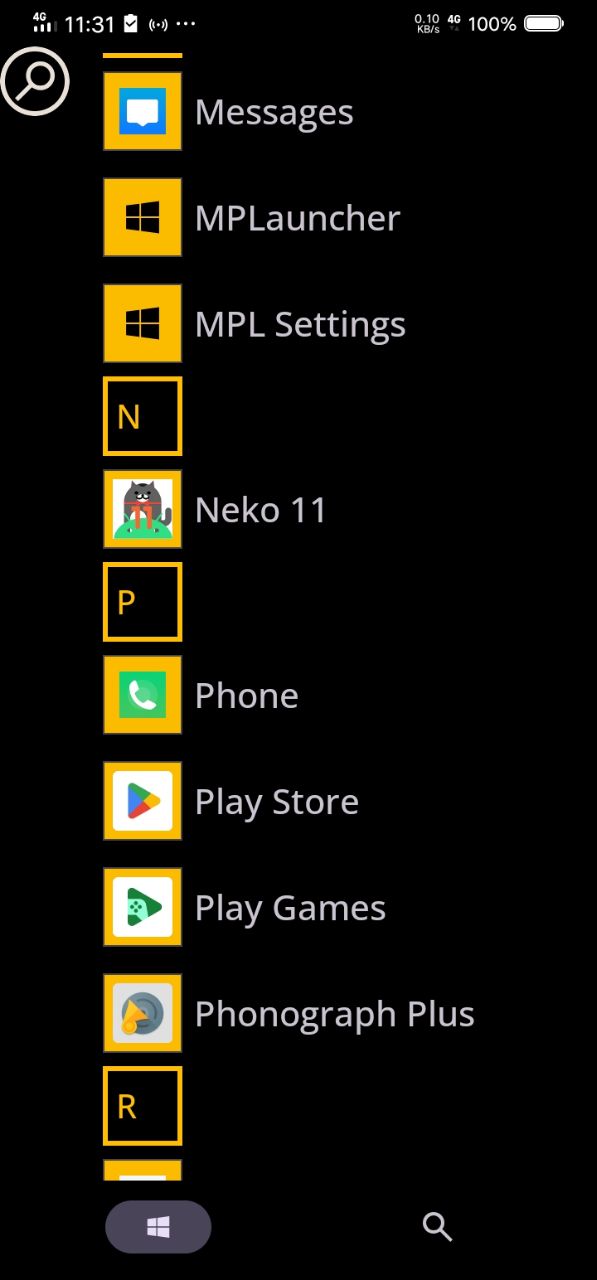 4G 11:31 0.10 KB/s 4G 100%
Messages
MPLauncher
MPL Settings
N
Neko 11
P
Phone
Play Store
Play Games
Phonograph Plus
R